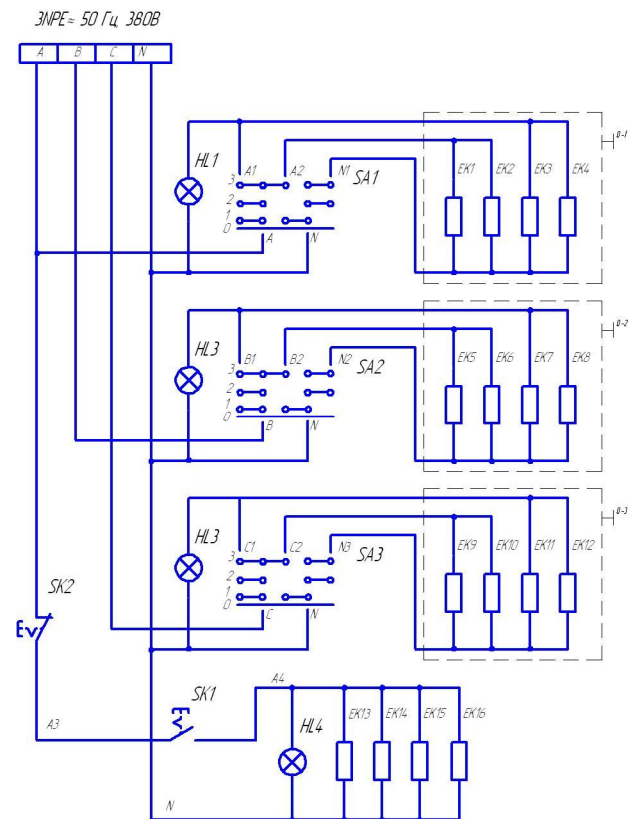 3NPE≈ 50 Гц, 380В
A B C N
HL1
3 2 1 0
A1 A2 N1
SA1
A N
EK1 EK2 EK3 EK4
0-1
HL3
3 2 1 0
B1 B2 N2
SA2
B N
EK5 EK6 EK7 EK8
0-2
HL3
3 2 1 0
C1 C2 N3
SA3
C N
EK9 EK10 EK11 EK12
0-3
SK2
A3
SK1
A4
HL4
EK13 EK14 EK15 EK16
N